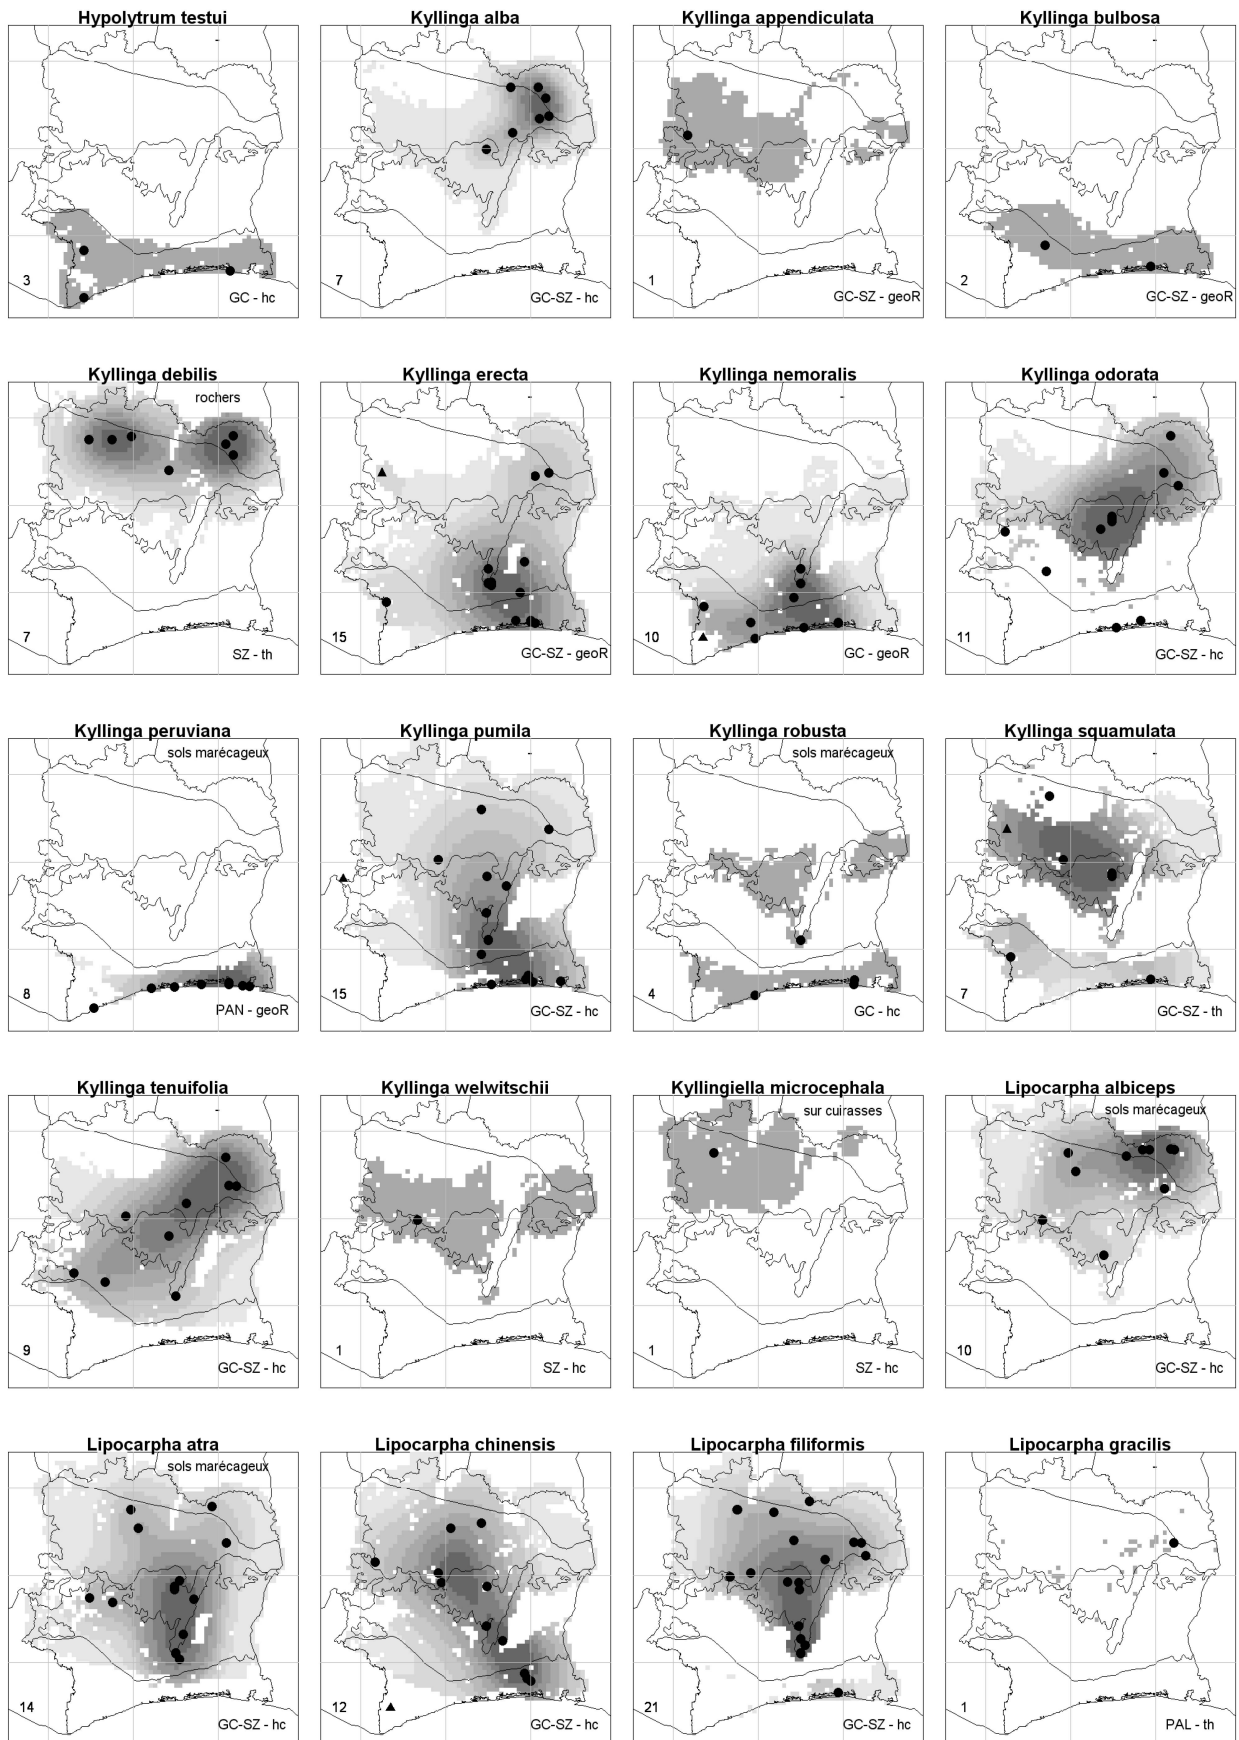 Hypolytrum testui
3
GC - hc
Kyllinga alba
7
GC-SZ - hc
Kyllinga appendiculata
1
GC-SZ - geoR
Kyllinga bulbosa
2
GC-SZ - geoR
Kyllinga debilis
rochers
7
SZ - th
Kyllinga erecta
15
GC-SZ - geoR
Kyllinga nemoralis
10
GC - geoR
Kyllinga odorata
11
GC-SZ - hc
Kyllinga peruviana
sols marécageux
8
PAN - geoR
Kyllinga pumila
15
GC-SZ - hc
Kyllinga robusta
sols marécageux
4
GC - hc
Kyllinga squamulata
7
GC-SZ - th
Kyllinga tenuifolia
9
GC-SZ - hc
Kyllinga welwitschii
1
SZ - hc
Kyllingiella microcephala
sur cuirasses
1
SZ - hc
Lipocarpha albiceps
sols marécageux
10
GC-SZ - hc
Lipocarpha atra
sols marécageux
14
GC-SZ - hc
Lipocarpha chinensis
12
GC-SZ - hc
Lipocarpha filiformis
21
GC-SZ - hc
Lipocarpha gracilis
1
PAL - th